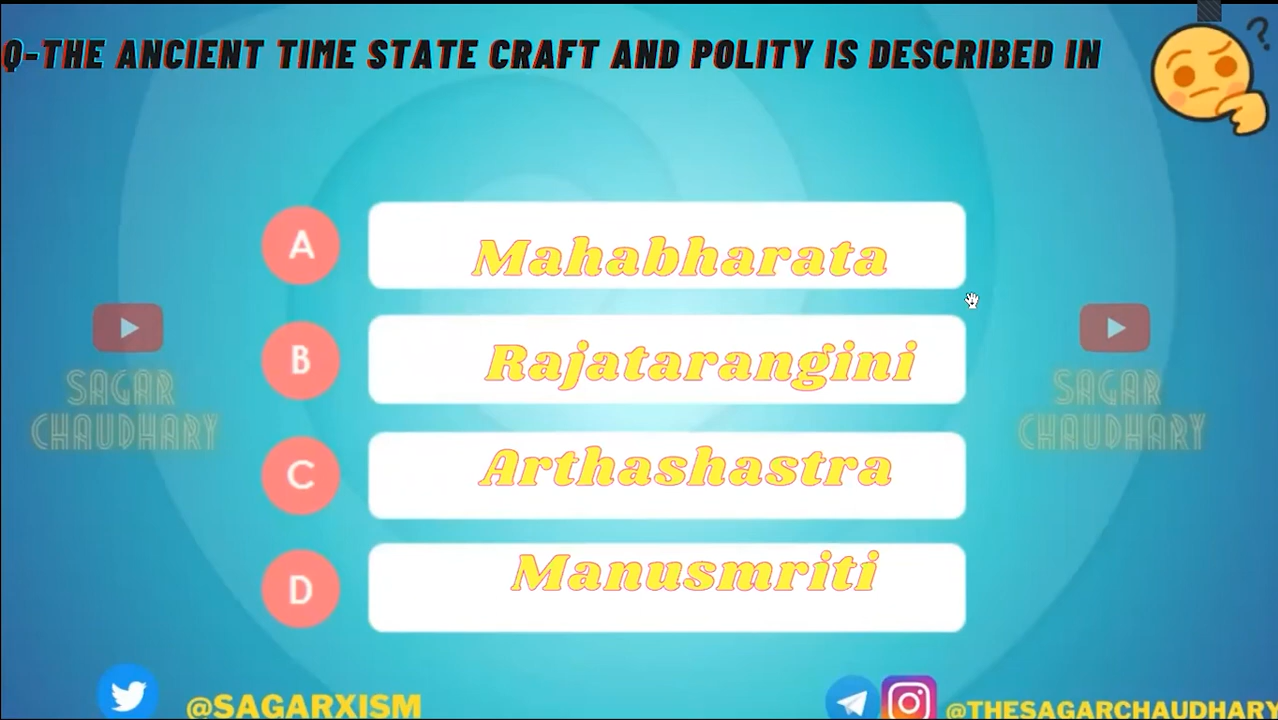 Q-THE ANCIENT TIME STATE CRAFT AND POLITY IS DESCRIBED IN
A
Mahabharata
B
Rajatarangini
SAGAR
CHAUDHARY
SAGAR
CHAUDHARY
C
Arthashastra
D
Manusmriti
@SAGARXISM
@THESAGARCHAUDHARY